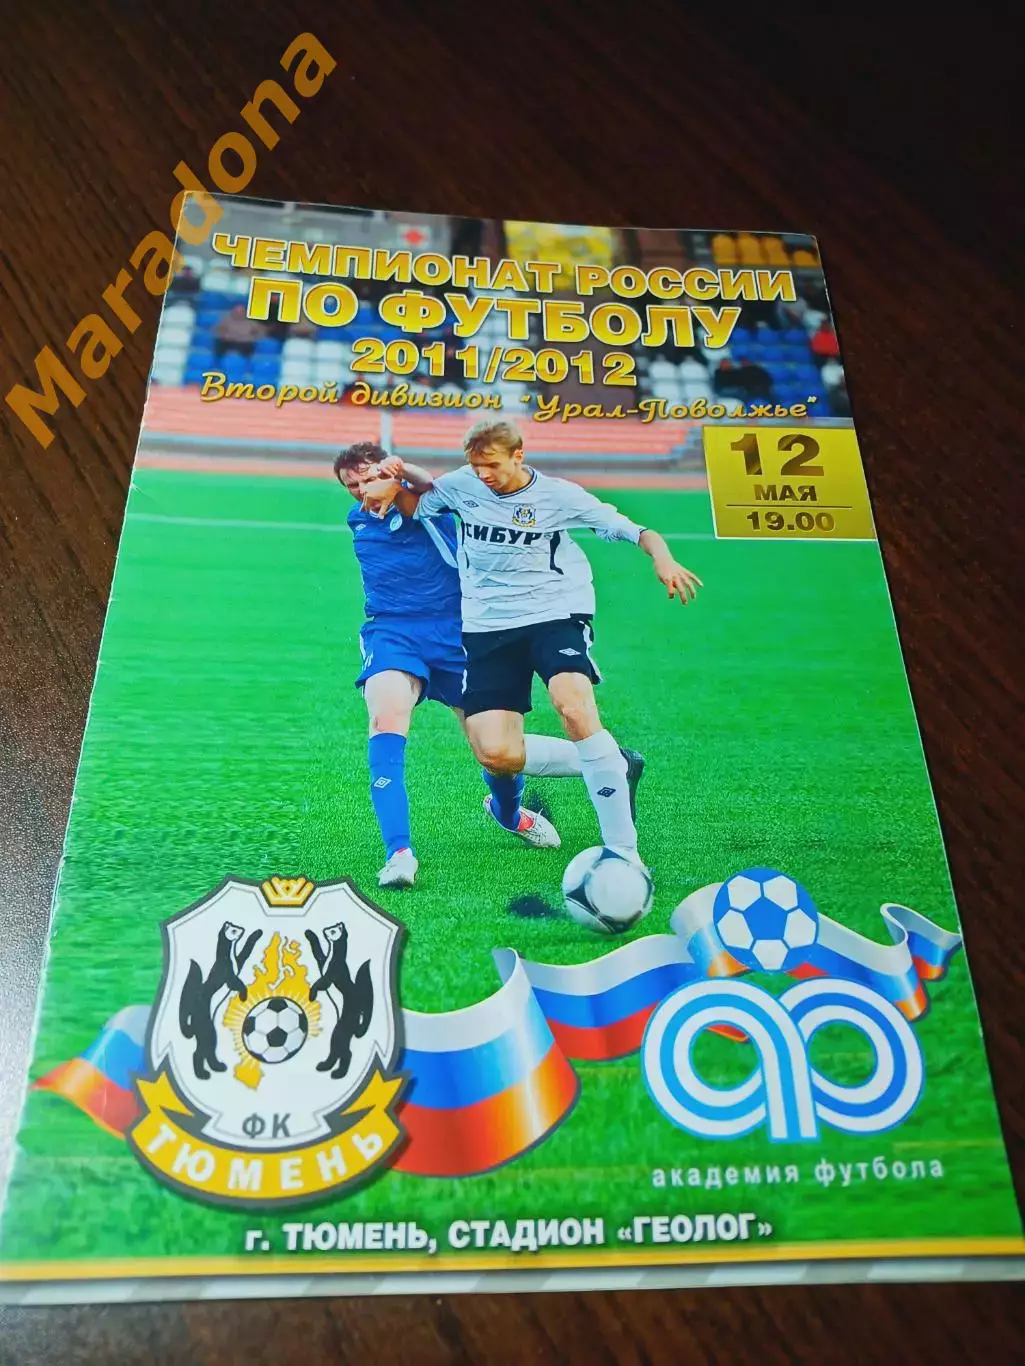 Maradona
ЧЕМПИОНАТ РОССИИ
ПО ФУТБОЛУ
2011/2012
Второй дивизион "Урал-Поволжье"
12
МАЯ
19.00
СИБУР
ФК
ТЮМЕНЬ
академия футбола
г. ТЮМЕНЬ, СТАДИОН «ГЕОЛОГ»